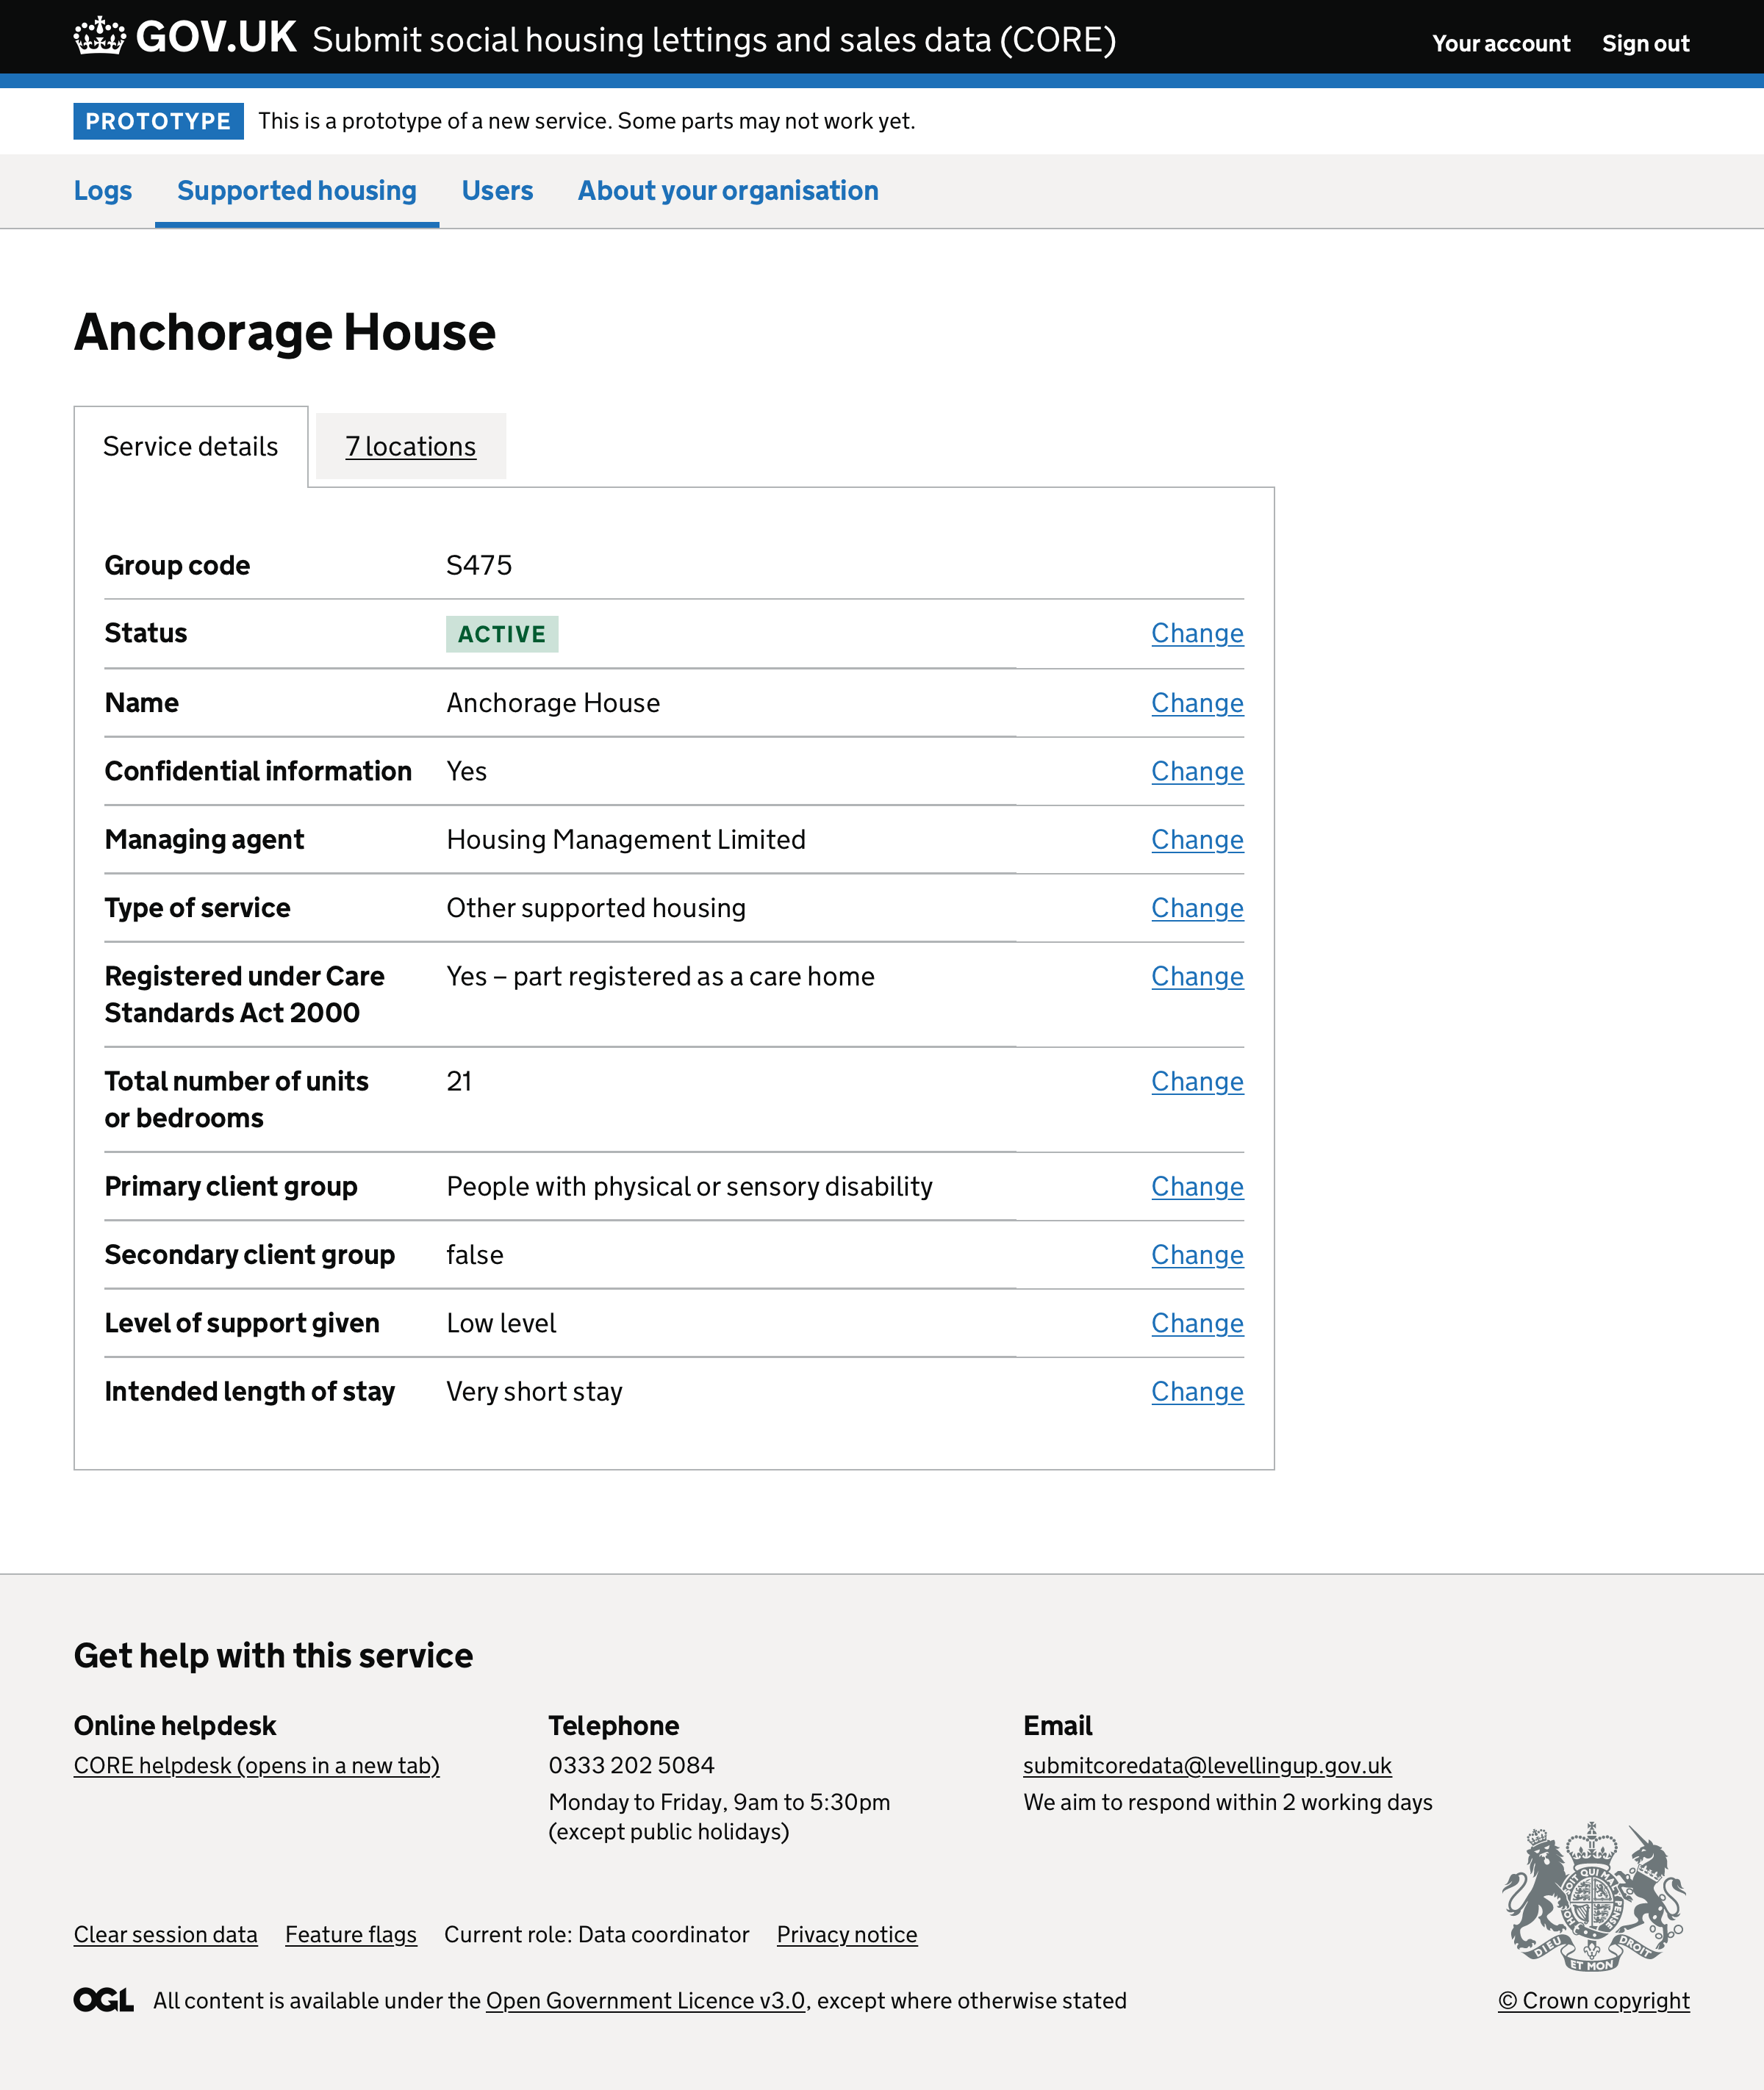 GOV.UK Submit social housing lettings and sales data (CORE) Your account Sign out
PROTOTYPE This is a prototype of a new service. Some parts may not work yet.
Logs Supported housing Users About your organisation
Anchorage House
Service details 7 locations
Group code S475
Status ACTIVE Change
Name Anchorage House Change
Confidential information Yes Change
Managing agent Housing Management Limited Change
Type of service Other supported housing Change
Registered under Care Yes – part registered as a care home Change
Standards Act 2000
Total number of units 21 Change
or bedrooms
Primary client group People with physical or sensory disability Change
Secondary client group false Change
Level of support given Low level Change
Intended length of stay Very short stay Change
Get help with this service
Online helpdesk
CORE helpdesk (opens in a new tab)
Telephone
0333 202 5084
Monday to Friday, 9am to 5:30pm
(except public holidays)
Email
submitcoredata@levellingup.gov.uk
We aim to respond within 2 working days
Clear session data Feature flags Current role: Data coordinator Privacy notice
DIEU ET MON DROIT
OGL All content is available under the Open Government Licence v3.0, except where otherwise stated
© Crown copyright